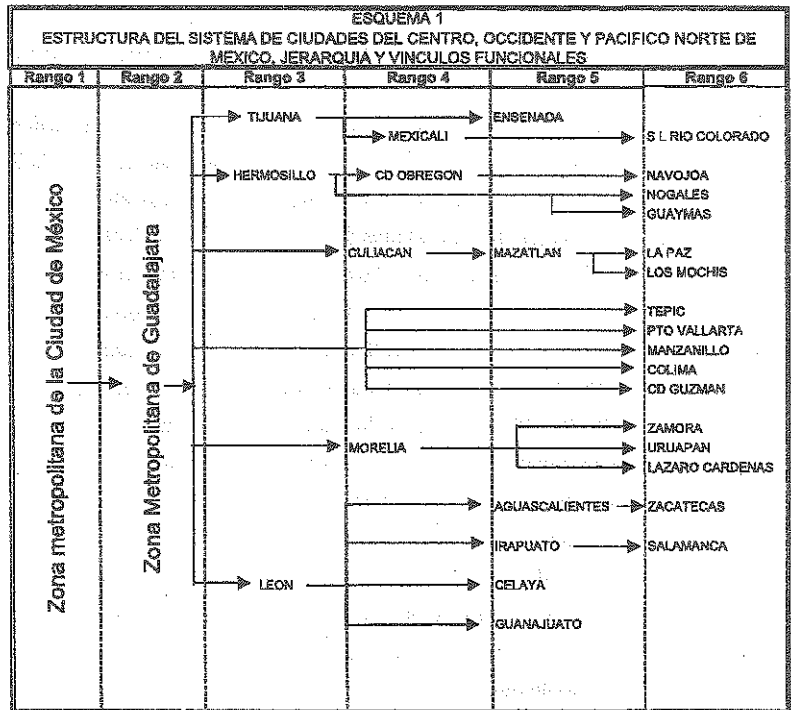 ESQUEMA 1
ESTRUCTURA DEL SISTEMA DE CIUDADES DEL CENTRO, OCCIDENTE Y PACIFICO NORTE DE
MEXICO, JERARQUIA Y VINCULOS FUNCIONALES
Rango 1 Rango 2 Rango 3 Rango 4 Rango 5 Rango 6
Zona metropolitana de la Ciudad de México
Zona Metropolitana de Guadalajara
TIJUANA ENSENADA
MEXICALI S L RIO COLORADO
HERMOSILLO CD OBREGON NAVOJOA
NOGALES
GUAYMAS
CULIACAN MAZATLAN LA PAZ
LOS MOCHIS
TEPIC
PTO VALLARTA
MANZANILLO
COLIMA
CD GUZMAN
ZAMORA
MORELIA URUAPAN
LAZARO CARDENAS
AGUASCALIENTES ZACATECAS
IRAPUATO SALAMANCA
LEON CELAYA
GUANAJUATO